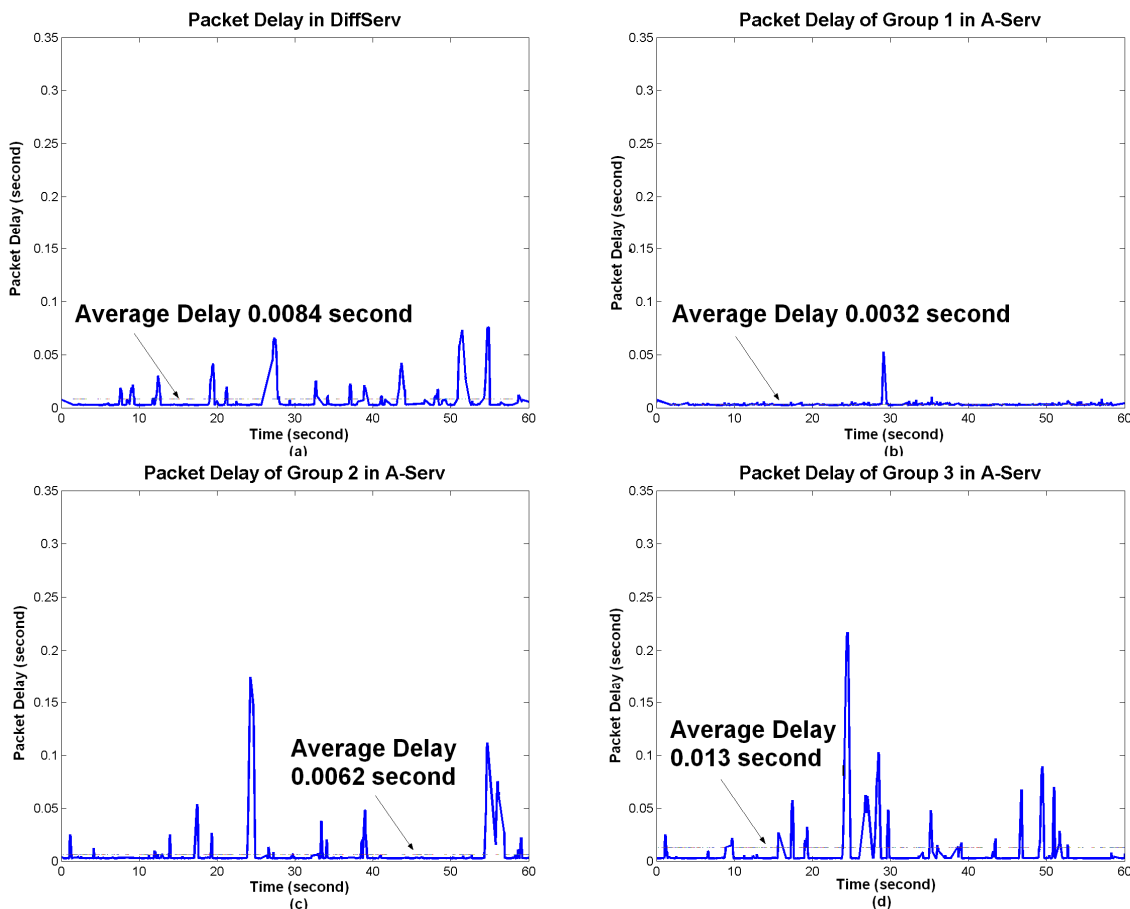 Packet Delay in DiffServ
0.35
0.3
0.25
0.2
0.15
0.1
0.05
0
Packet Delay (second)
Average Delay 0.0084 second
0 10 20 30 40 50 60
Time (second)
(a)
Packet Delay of Group 1 in A-Serv
0.35
0.3
0.25
0.2
0.15
0.1
0.05
0
Packet Delay (second)
Average Delay 0.0032 second
0 10 20 30 40 50 60
Time (second)
(b)
Packet Delay of Group 2 in A-Serv
0.35
0.3
0.25
0.2
0.15
0.1
0.05
0
Packet Delay (second)
Average Delay
0.0062 second
0 10 20 30 40 50 60
Time (second)
(c)
Packet Delay of Group 3 in A-Serv
0.35
0.3
0.25
0.2
0.15
0.1
0.05
0
Packet Delay (second)
Average Delay
0.013 second
0 10 20 30 40 50 60
Time (second)
(d)